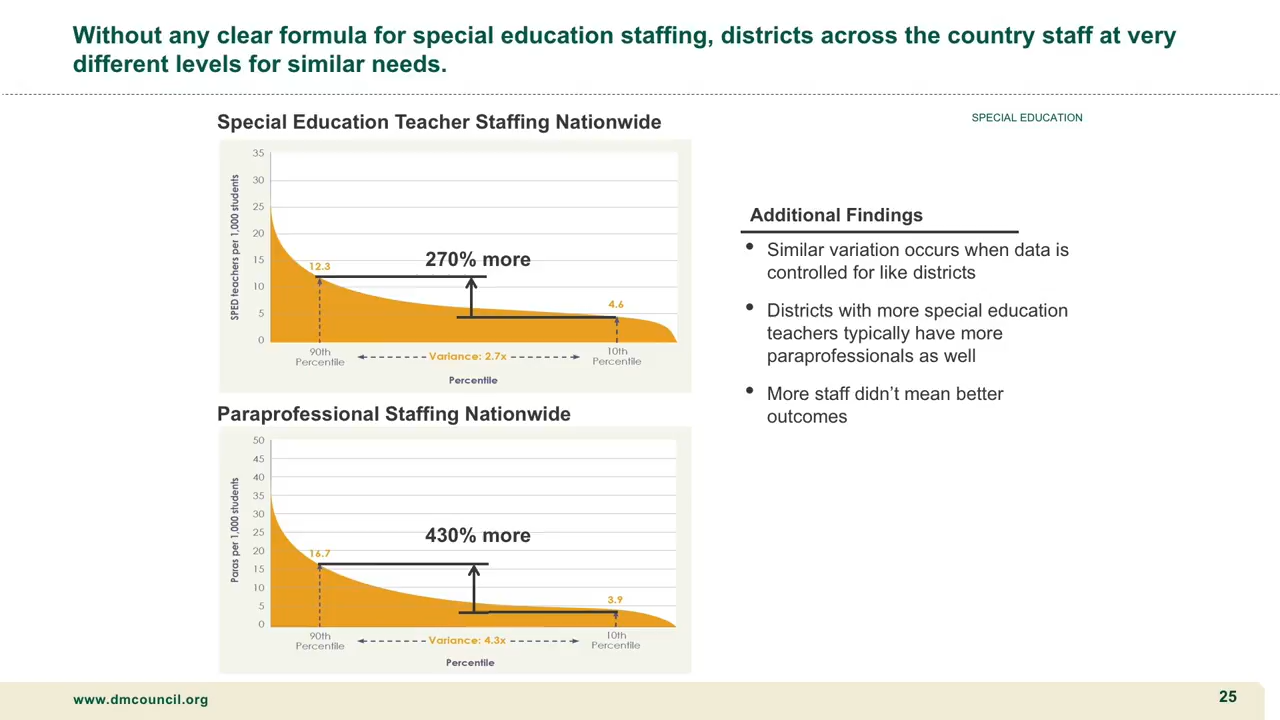 Without any clear formula for special education staffing, districts across the country staff at very
different levels for similar needs.
SPECIAL EDUCATION
Special Education Teacher Staffing Nationwide
SPED teachers per 1,000 students
35
30
25
20
15
10
5
0
12.3
270% more
4.6
90th
Percentile
Variance: 2.7x
10th
Percentile
Percentile
Paraprofessional Staffing Nationwide
Paras per 1,000 students
50
45
40
35
30
25
20
15
10
5
0
16.7
430% more
3.9
90th
Percentile
Variance: 4.3x
10th
Percentile
Percentile
Additional Findings
• Similar variation occurs when data is
controlled for like districts
• Districts with more special education
teachers typically have more
paraprofessionals as well
• More staff didn’t mean better
outcomes
www.dmcouncil.org
25